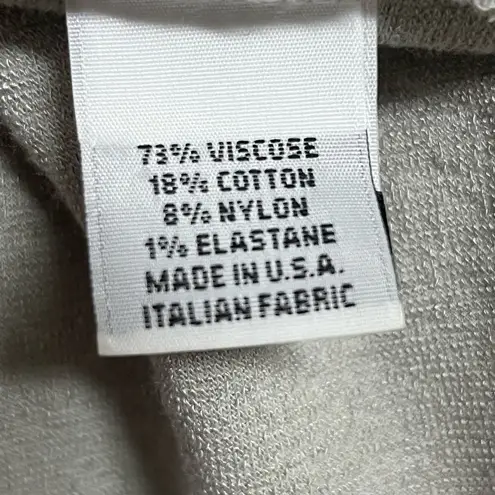 73% VISCOSE
18% COTTON
8% NYLON
1% ELASTANE
MADE IN U.S.A.
ITALIAN FABRIC